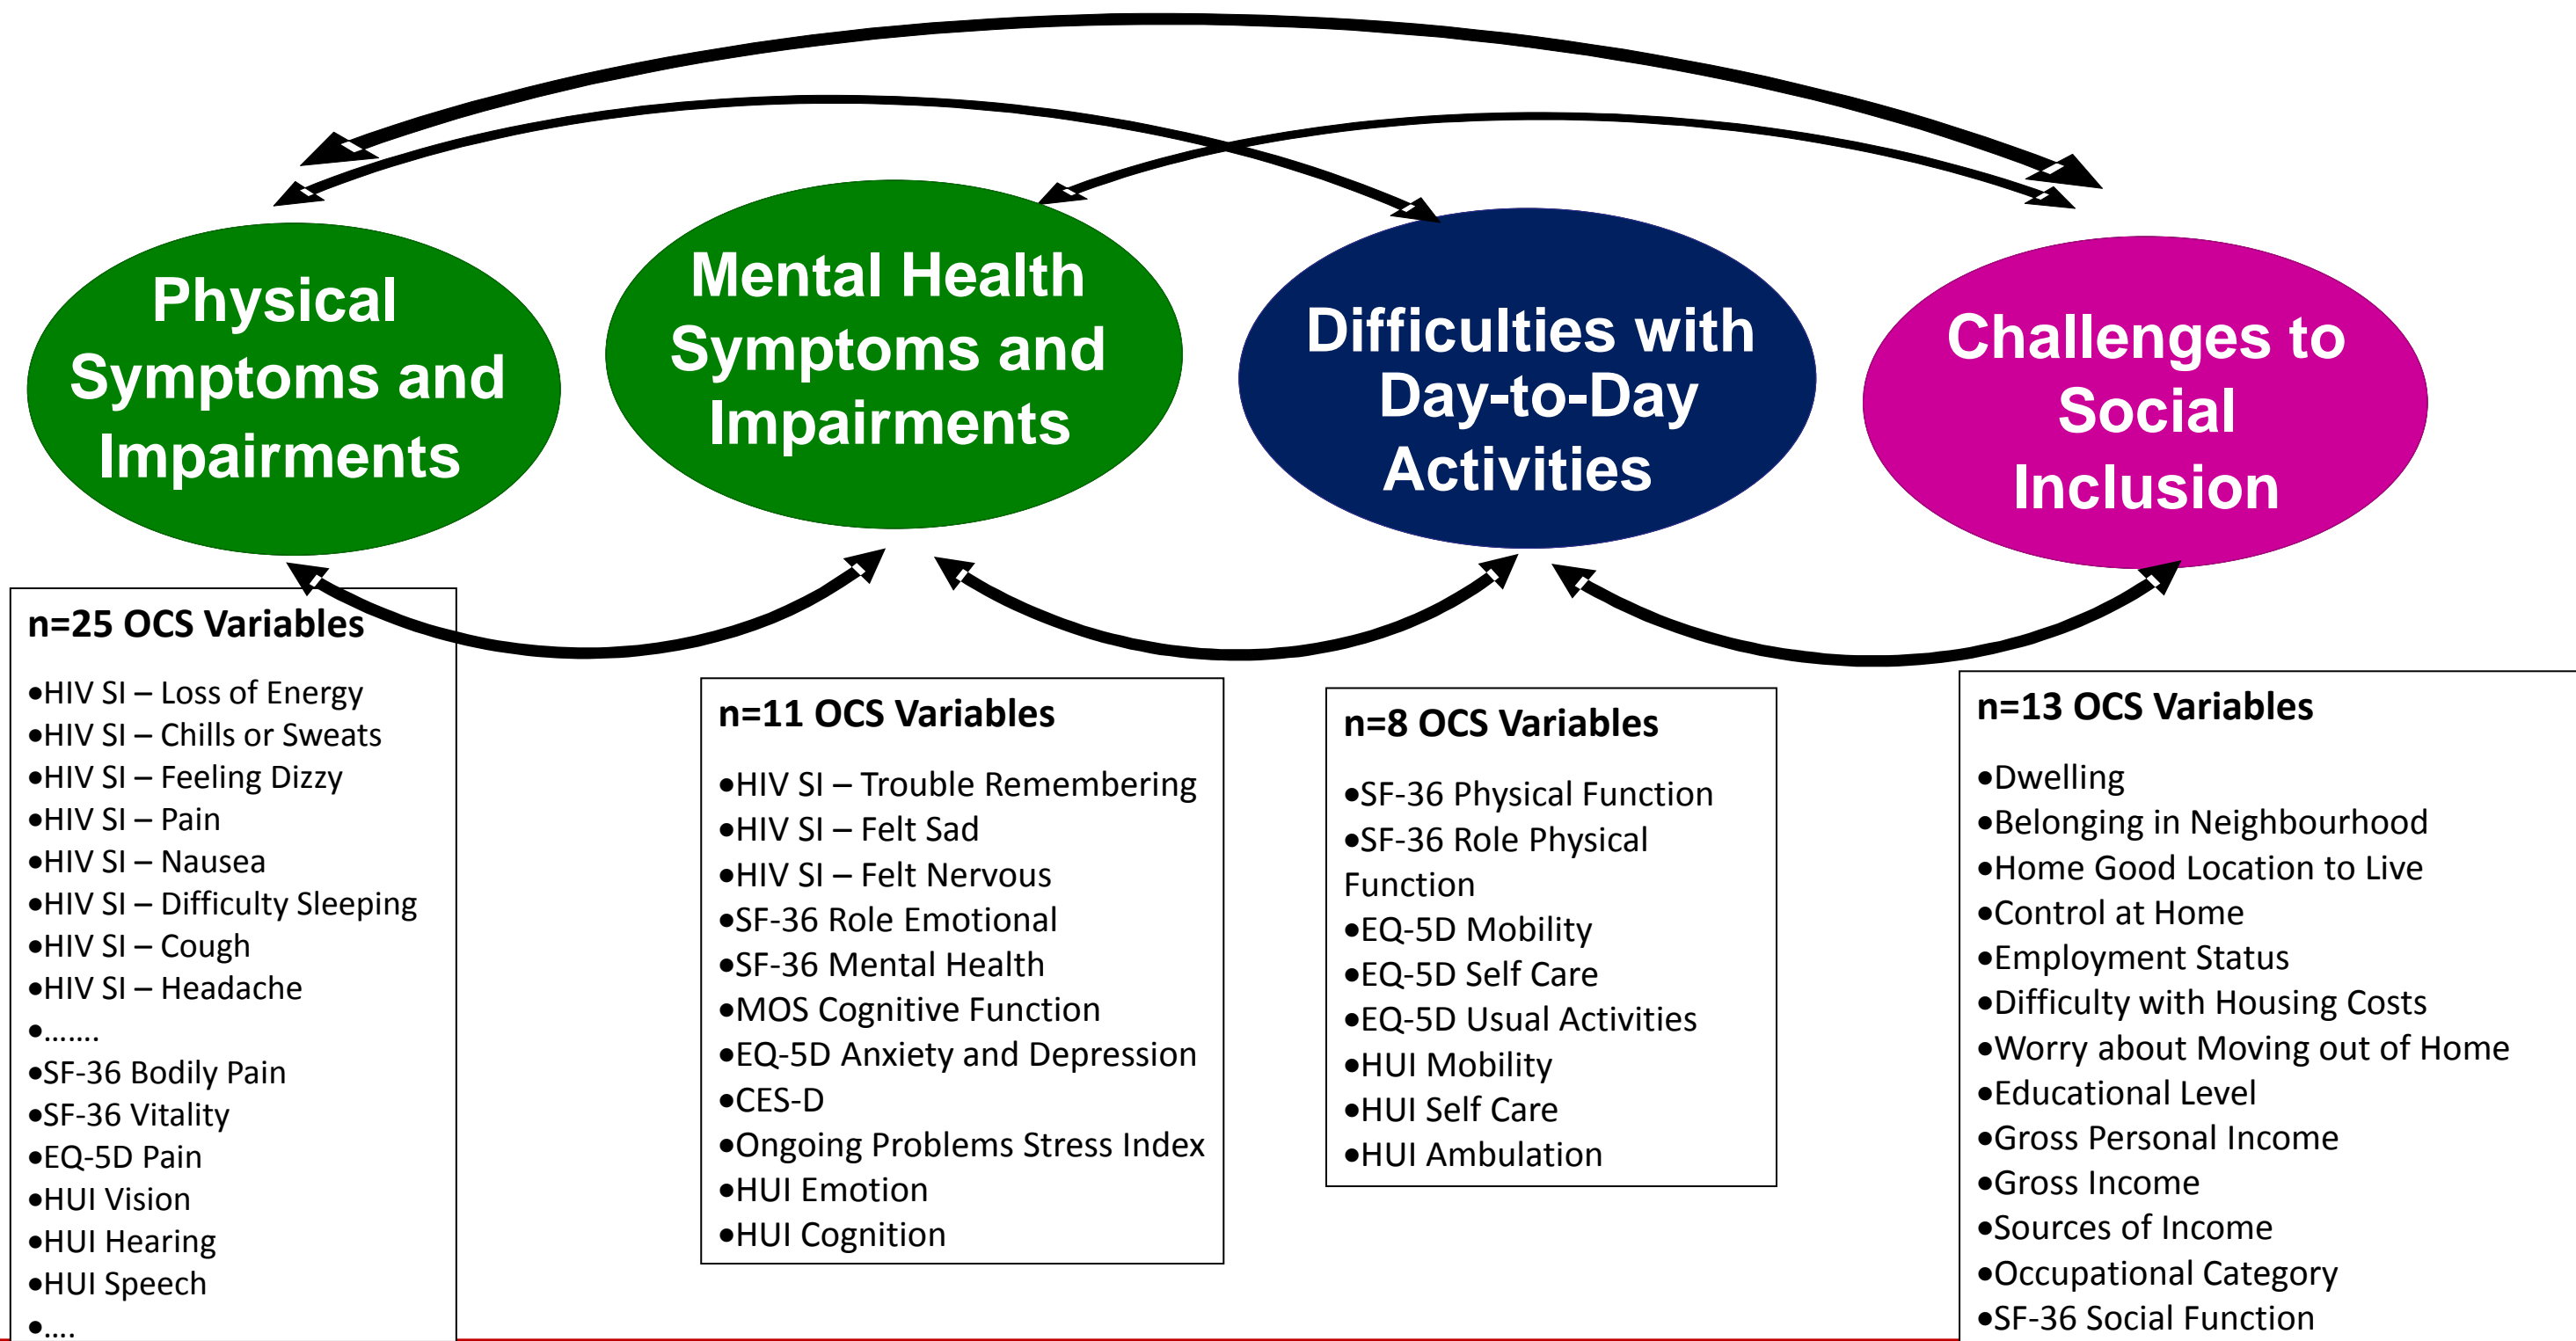 Physical
Symptoms and
Impairments
Mental Health
Symptoms and
Impairments
Difficulties with
Day-to-Day
Activities
Challenges to
Social
Inclusion
n=25 OCS Variables
•HIV SI – Loss of Energy
•HIV SI – Chills or Sweats
•HIV SI – Feeling Dizzy
•HIV SI – Pain
•HIV SI – Nausea
•HIV SI – Difficulty Sleeping
•HIV SI – Cough
•HIV SI – Headache
•…….
•SF-36 Bodily Pain
•SF-36 Vitality
•EQ-5D Pain
•HUI Vision
•HUI Hearing
•HUI Speech
•….
n=11 OCS Variables
•HIV SI – Trouble Remembering
•HIV SI – Felt Sad
•HIV SI – Felt Nervous
•SF-36 Role Emotional
•SF-36 Mental Health
•MOS Cognitive Function
•EQ-5D Anxiety and Depression
•CES-D
•Ongoing Problems Stress Index
•HUI Emotion
•HUI Cognition
n=8 OCS Variables
•SF-36 Physical Function
•SF-36 Role Physical
Function
•EQ-5D Mobility
•EQ-5D Self Care
•EQ-5D Usual Activities
•HUI Mobility
•HUI Self Care
•HUI Ambulation
n=13 OCS Variables
•Dwelling
•Belonging in Neighbourhood
•Home Good Location to Live
•Control at Home
•Employment Status
•Difficulty with Housing Costs
•Worry about Moving out of Home
•Educational Level
•Gross Personal Income
•Gross Income
•Sources of Income
•Occupational Category
•SF-36 Social Function